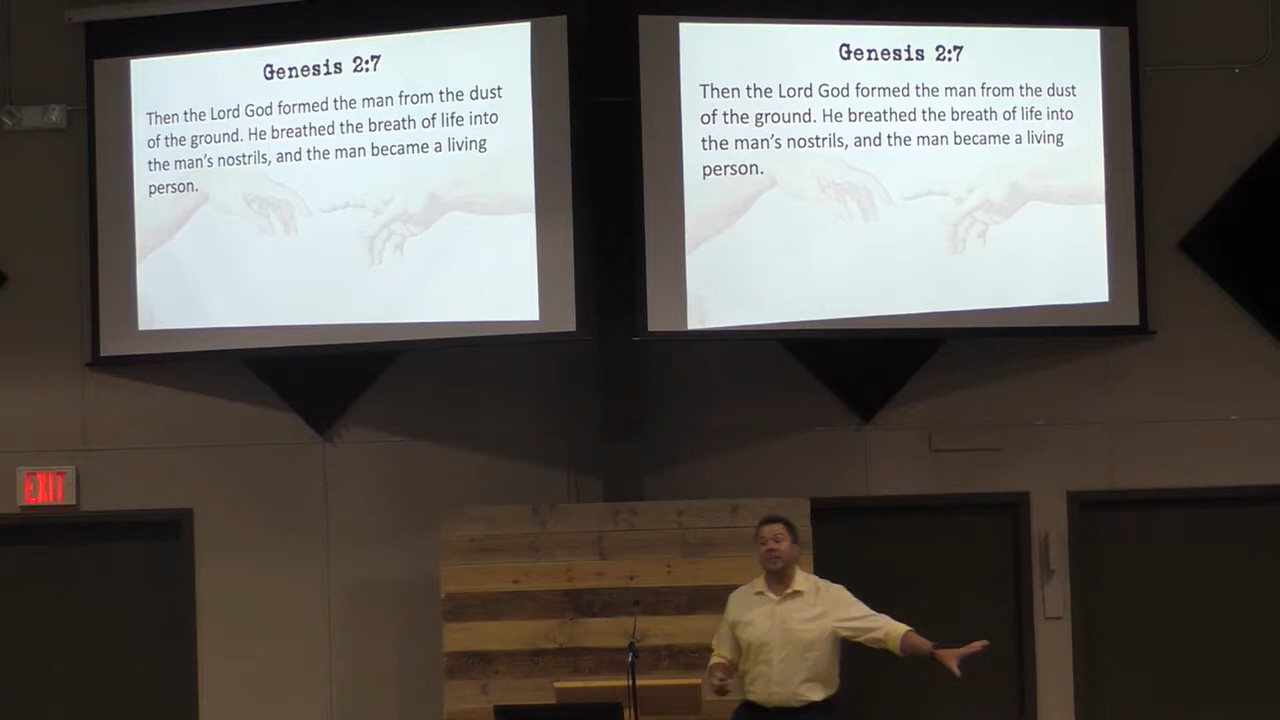 Genesis 2:7
Then the Lord God formed the man from the dust
of the ground. He breathed the breath of life into
the man's nostrils, and the man became a living
person.
Genesis 2:7
Then the Lord God formed the man from the dust
of the ground. He breathed the breath of life into
the man's nostrils, and the man became a living
person.
EXIT